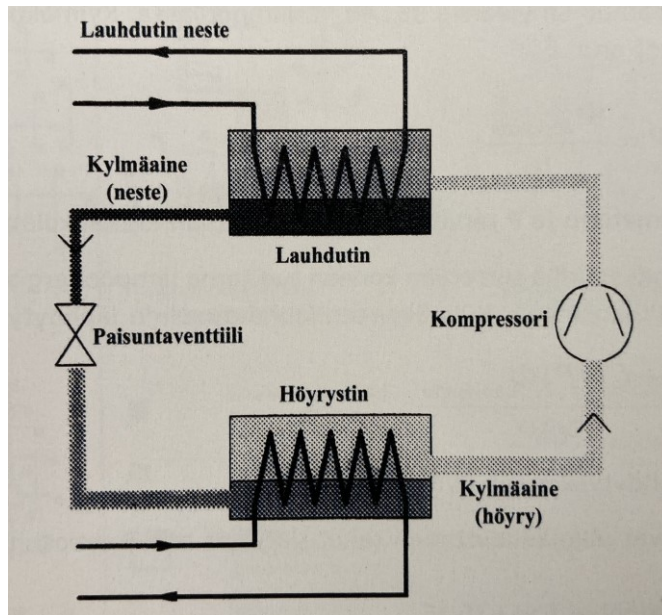 Lauhdutin neste
Kylmäaine
(neste)
Lauhdutin
Paisuntaventtiili
Kompressori
Höyrystin
Kylmäaine
(höyry)